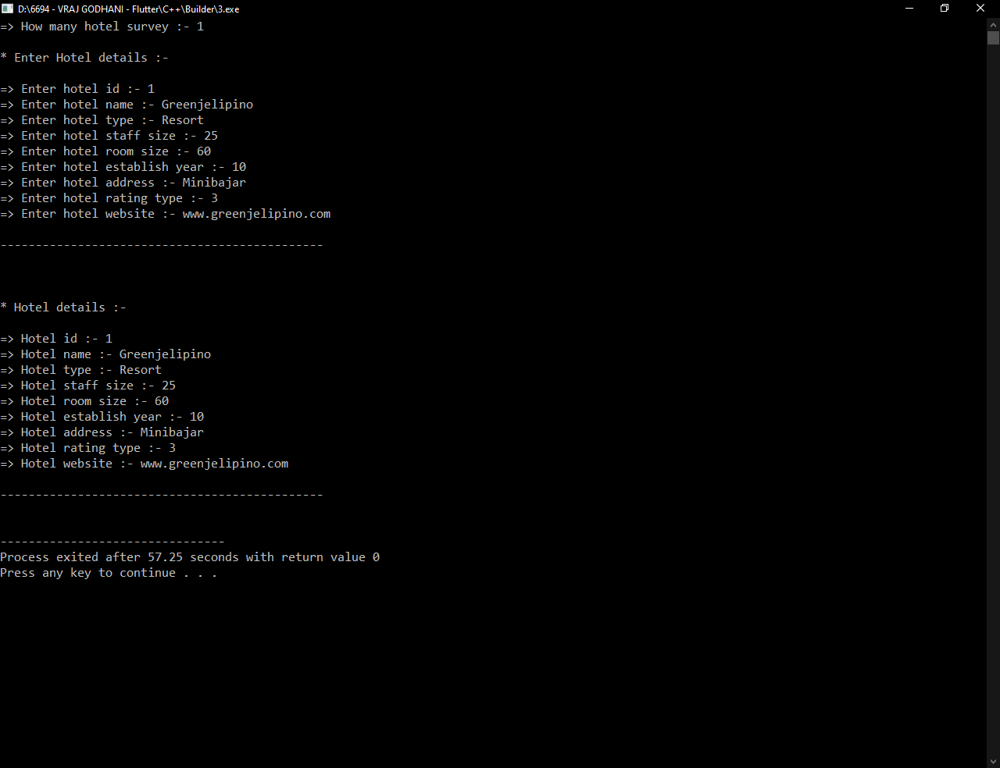 D:\6694 - VRAJ GODHANI - Flutter\C++\Builder\3.exe
=> How many hotel survey :- 1
* Enter Hotel details :-
=> Enter hotel id :- 1
=> Enter hotel name :- Greenjelipino
=> Enter hotel type :- Resort
=> Enter hotel staff size :- 25
=> Enter hotel room size :- 60
=> Enter hotel establish year :- 10
=> Enter hotel address :- Minibajar
=> Enter hotel rating type :- 3
=> Enter hotel website :- www.greenjelipino.com
----------------------------------------------
* Hotel details :-
=> Hotel id :- 1
=> Hotel name :- Greenjelipino
=> Hotel type :- Resort
=> Hotel staff size :- 25
=> Hotel room size :- 60
=> Hotel establish year :- 10
=> Hotel address :- Minibajar
=> Hotel rating type :- 3
=> Hotel website :- www.greenjelipino.com
----------------------------------------------
--------------------------------
Process exited after 57.25 seconds with return value 0
Press any key to continue . . .